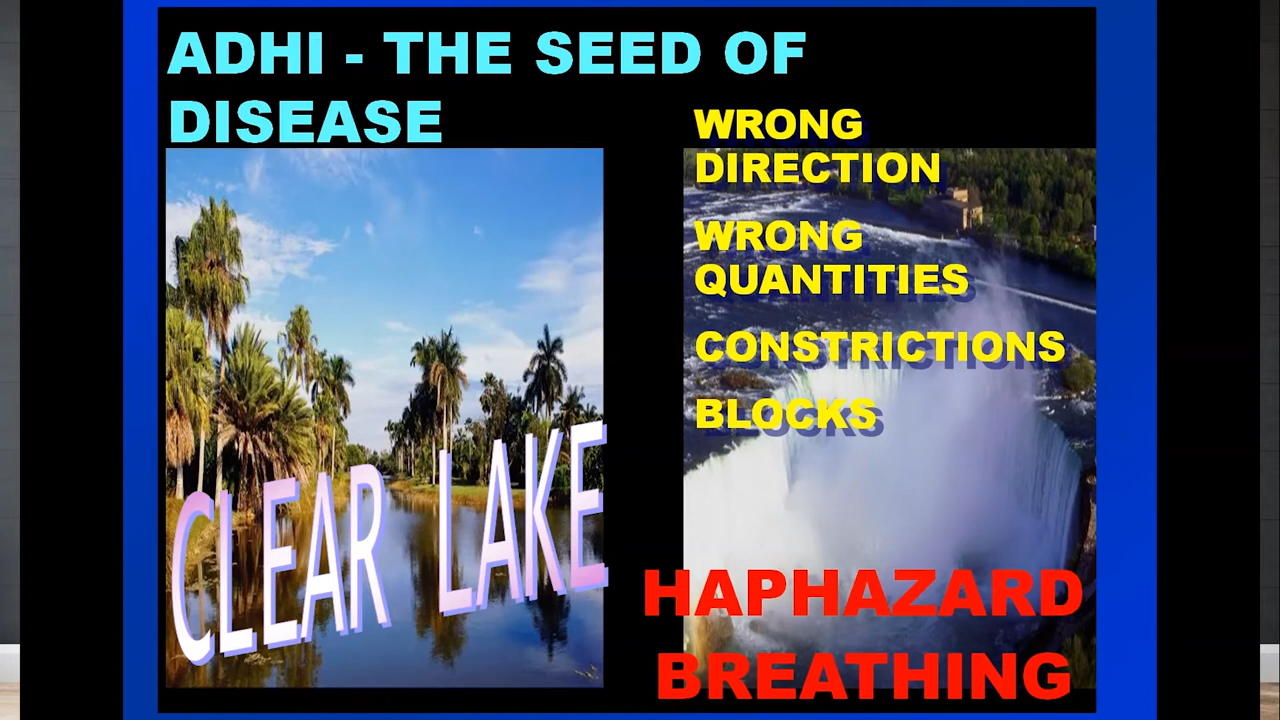 ADHI - THE SEED OF
DISEASE
CLEAR LAKE
WRONG
DIRECTION
WRONG
QUANTITIES
CONSTRICTIONS
BLOCKS
HAPHAZARD
BREATHING